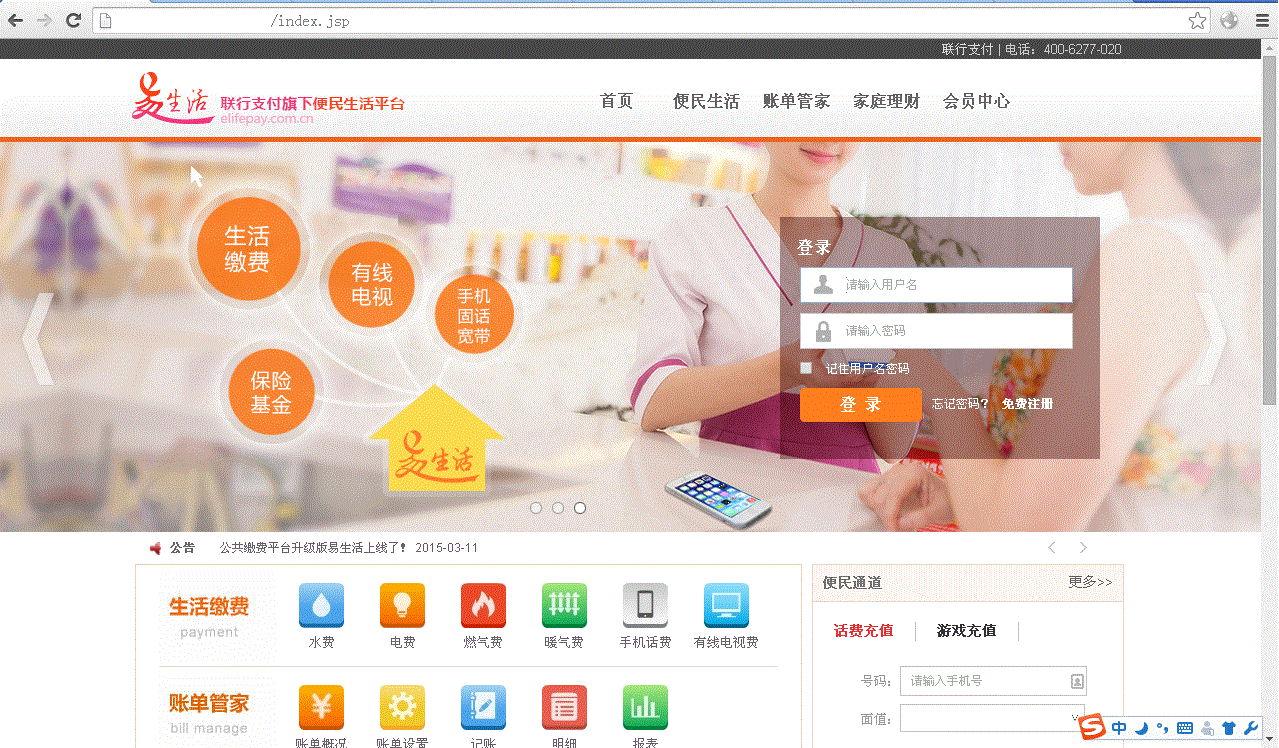 /index.jsp
联行支付 | 电话：400-6277-020
易生活 联行支付旗下便民生活平台
elifepay.com.cn
首页 便民生活 账单管家 家庭理财 会员中心
生活
缴费
有线
电视
手机
固话
宽带
保险
基金
易生活
登录
请输入用户名
请输入密码
记住用户名密码
登 录 忘记密码？ 免费注册
公告 公共缴费平台升级版易生活上线了！ 2015-03-11
生活缴费
payment
水费 电费 燃气费 暖气费 手机话费 有线电视费
账单管家
bill manage
账单概况 账单设置 记账 明细 报表
便民通道 更多>>
话费充值 游戏充值
号码： 请输入手机号
面值：
中